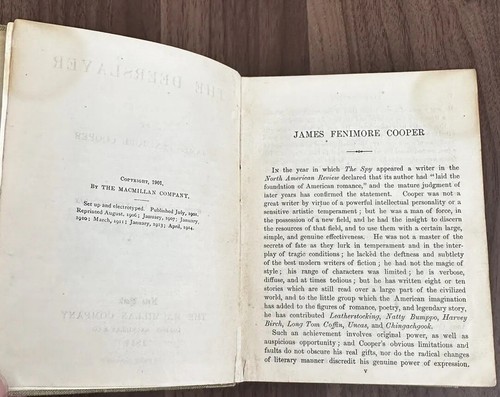 COPYRIGHT, 1901,
BY THE MACMILLAN COMPANY.
Set up and electrotyped. Published July, 1901.
Reprinted August, 1906; January, 1907; January,
1910; March, 1911; January, 1913; April, 1914.
JAMES FENIMORE COOPER
IN the year in which The Spy appeared a writer in the
North American Review declared that its author had "laid the
foundation of American romance," and the mature judgment of
later years has confirmed the statement. Cooper was not a
great writer by virtue of a powerful intellectual personality or a
sensitive artistic temperament; but he was a man of force, in
the possession of a new field, and he had the insight to discern
the resources of that field, and to use them with a certain large,
simple, and genuine effectiveness. He was not a master of the
secrets of fate as they lurk in temperament and in the inter-
play of tragic conditions; he lacked the deftness and subtlety
of the best modern writers of fiction; he had not the magic of
style; his range of characters was limited; he is verbose,
diffuse, and at times tedious; but he has written eight or ten
stories which are still read over a large part of the civilized
world, and to the little group which the American imagination
has added to the figures of romance, poetry, and legendary story,
he has contributed Leatherstocking, Natty Bumppo, Harvey
Birch, Long Tom Coffin, Uncas, and Chingachgook.
Such an achievement involves original power, as well as
auspicious opportunity; and Cooper's obvious limitations and
faults do not obscure his real gifts, nor do the radical changes
of literary manner discredit his genuine power of expression.
v